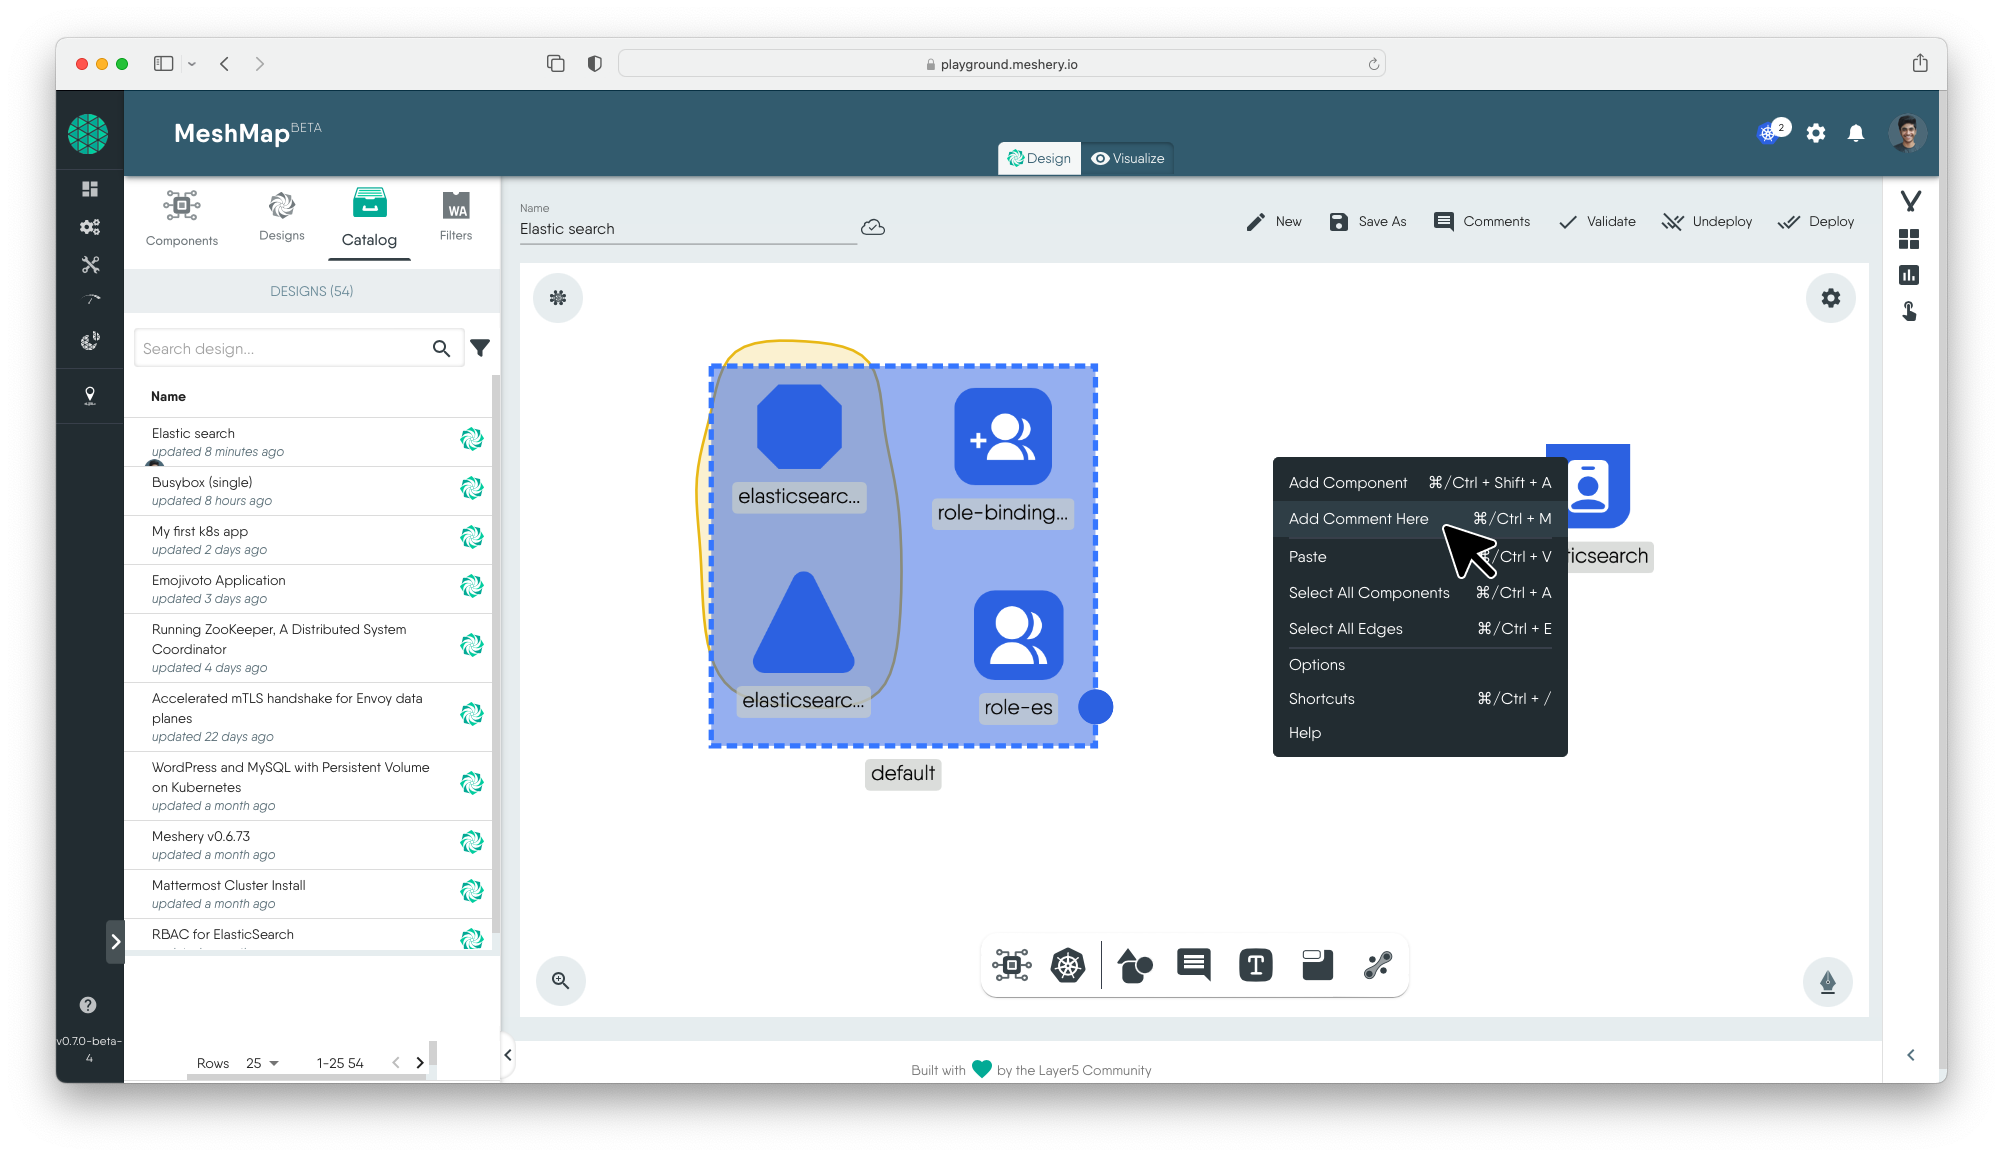 playground.meshery.io
MeshMap BETA
2
Design
Visualize
Components
Designs
Catalog
WA
Filters
DESIGNS (54)
Search design...
Name
Elastic search
updated 8 minutes ago
Busybox (single)
updated 8 hours ago
My first k8s app
updated 2 days ago
Emojivoto Application
updated 3 days ago
Running ZooKeeper, A Distributed System
Coordinator
updated 4 days ago
Accelerated mTLS handshake for Envoy data
planes
updated 22 days ago
WordPress and MySQL with Persistent Volume
on Kubernetes
updated a month ago
Meshery v0.6.73
updated a month ago
Mattermost Cluster Install
updated a month ago
RBAC for ElasticSearch
v0.7.0-beta-
4
Rows 25 1-25 54
Name
Elastic search
New
Save As
Comments
Validate
Undeploy
Deploy
elasticsearc...
role-binding...
elasticsearc...
role-es
default
ticsearch
Add Component ⌘/Ctrl + Shift + A
Add Comment Here ⌘/Ctrl + M
Paste ⌘/Ctrl + V
Select All Components ⌘/Ctrl + A
Select All Edges ⌘/Ctrl + E
Options
Shortcuts ⌘/Ctrl + /
Help
T
Built with by the Layer5 Community